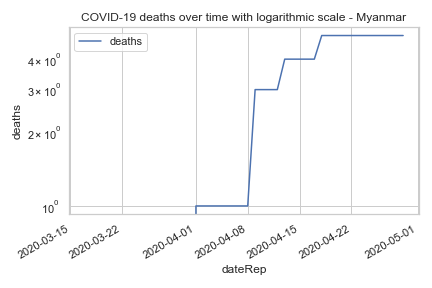 COVID-19 deaths over time with logarithmic scale - Myanmar
deaths
4 × 10⁰
3 × 10⁰
2 × 10⁰
10⁰
deaths
2020-03-15
2020-03-22
2020-04-01
2020-04-08
2020-04-15
2020-04-22
2020-05-01
dateRep